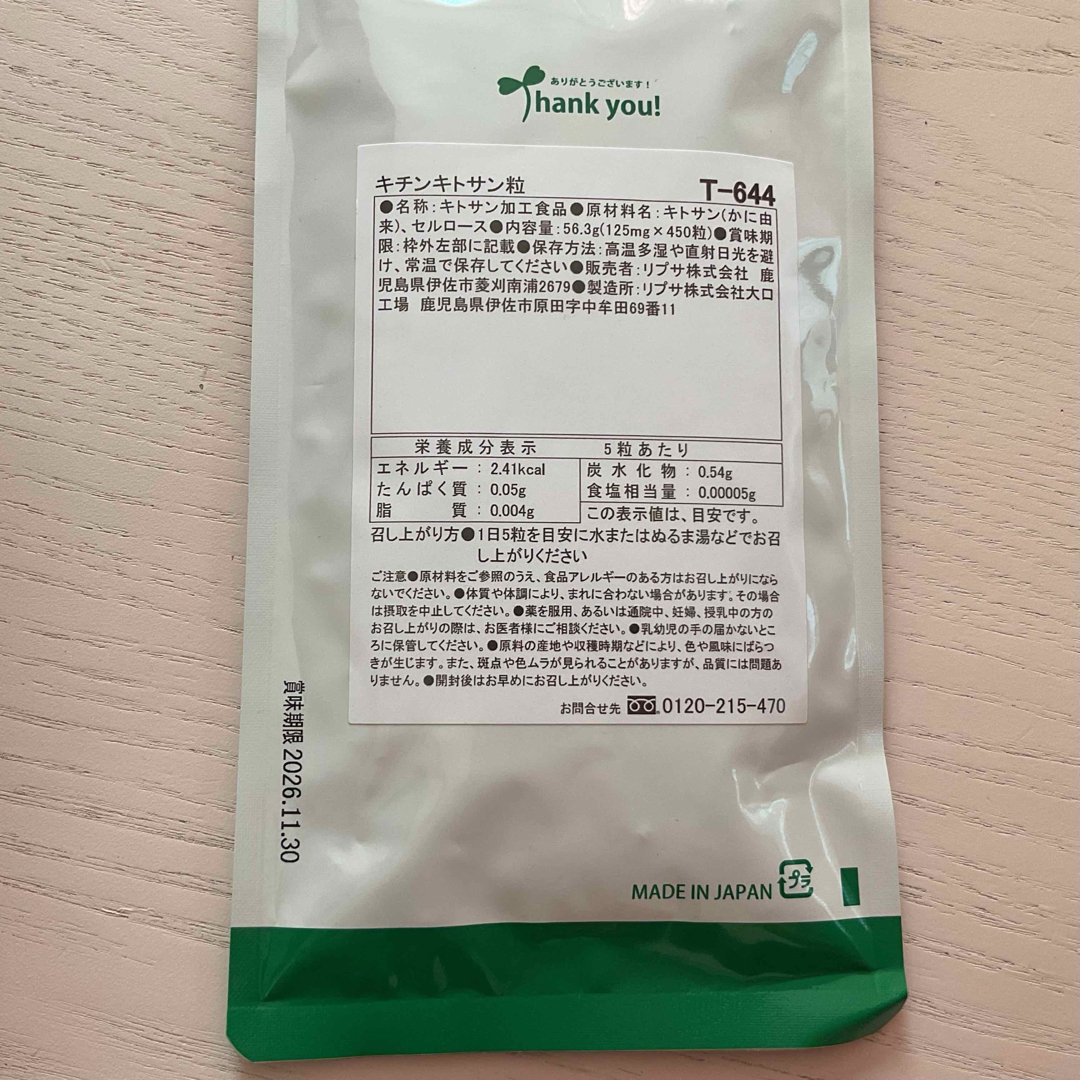 ありがとうございます!
Thank you!
キチンキトサン粒 T-644
●名称:キトサン加工食品●原材料名:キトサン(かに由
来)、セルロース●内容量:56.3g(125mg×450粒)●賞味期
限:枠外左部に記載●保存方法:高温多湿や直射日光を避
け、常温で保存してください●販売者:リプサ株式会社 鹿
児島県伊佐市菱刈南浦2679●製造所:リプサ株式会社大口
工場 鹿児島県伊佐市原田字中牟田69番11
栄養成分表示 5粒あたり
エネルギー : 2.41kcal 炭水化物 : 0.54g
たんぱく質 : 0.05g 食塩相当量 : 0.00005g
脂質 : 0.004g この表示値は、目安です。
召し上がり方●1日5粒を目安に水またはぬるま湯などでお召
し上がりください
ご注意●原材料をご参照のうえ、食品アレルギーのある方はお召し上がりになら
ないでください。●体質や体調により、まれに合わない場合があります。その場合
は摂取を中止してください。●薬を服用、あるいは通院中、妊婦、授乳中の方の
お召し上がりの際は、お医者様にご相談ください。●乳幼児の手の届かないとこ
ろに保管してください。●原料の産地や収穫時期などにより、色や風味にばらつ
きが生じます。また、斑点や色ムラが見られることがありますが、品質には問題あ
りません。●開封後はお早めにお召し上がりください。
お問合せ先 0120-215-470
賞味期限 2026.11.30
MADE IN JAPAN プラ